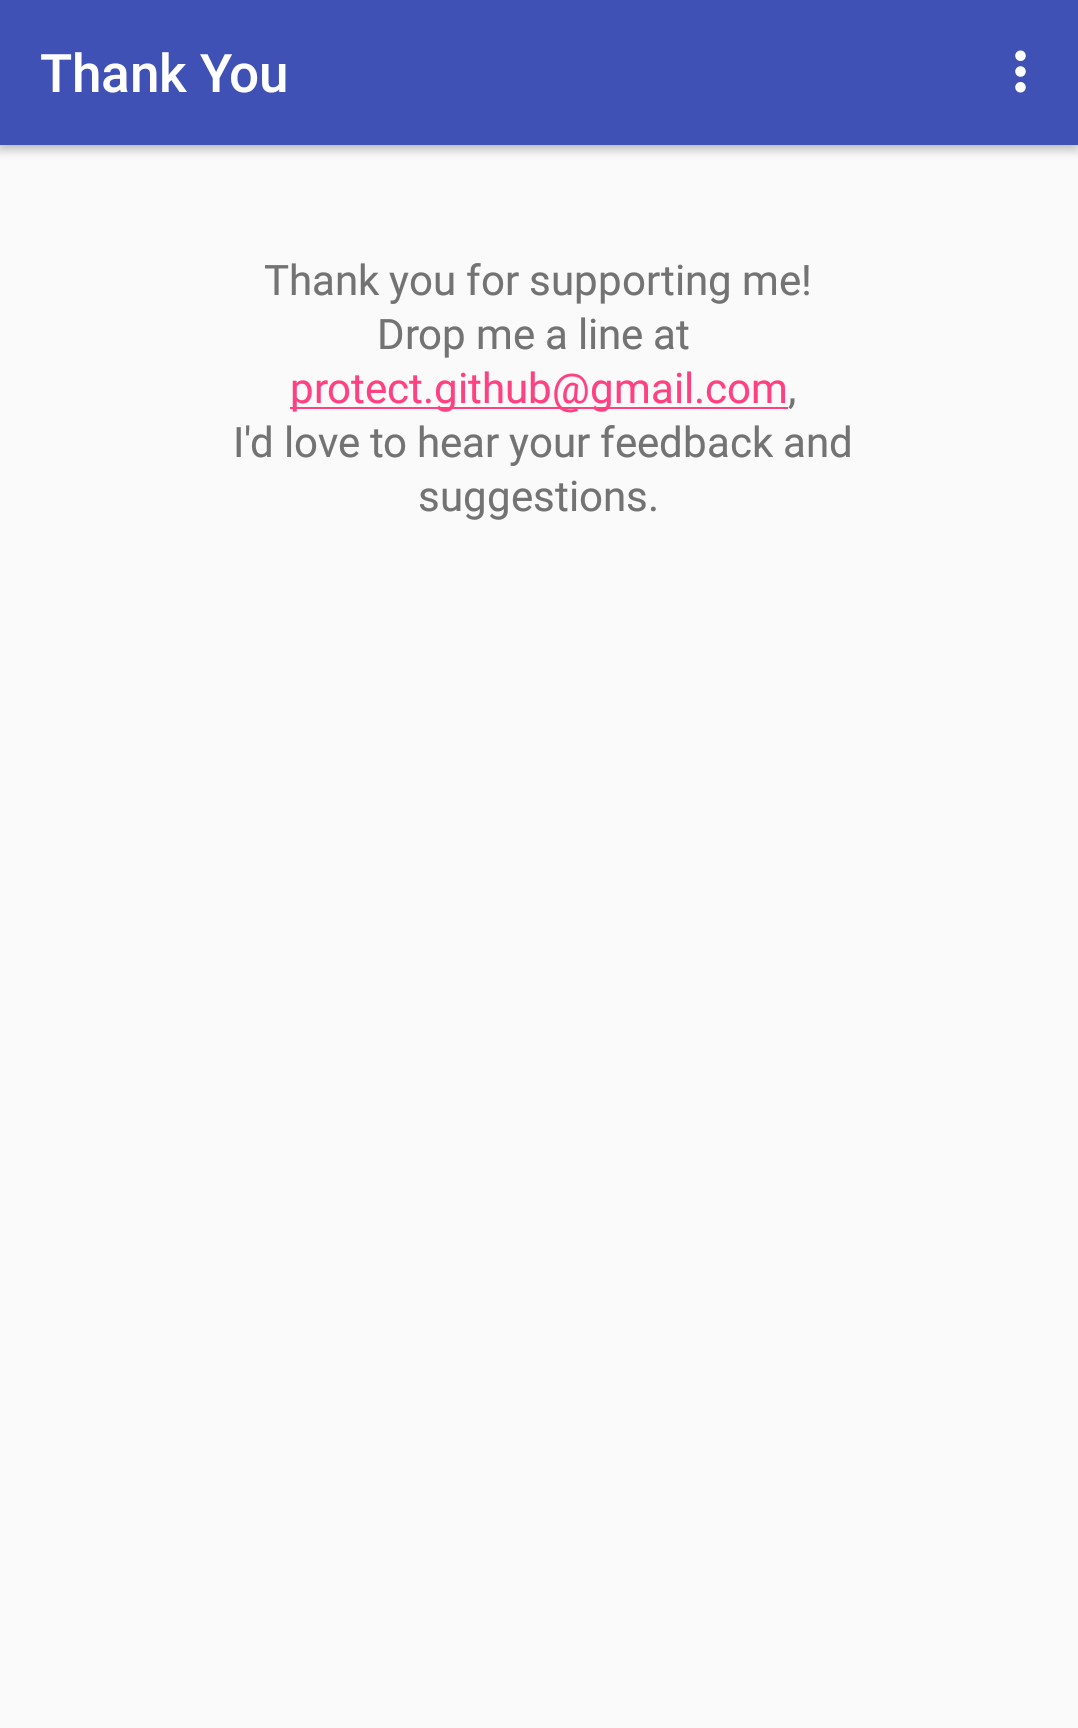 Thank You
Thank you for supporting me!
Drop me a line at
protect.github@gmail.com,
I'd love to hear your feedback and
suggestions.